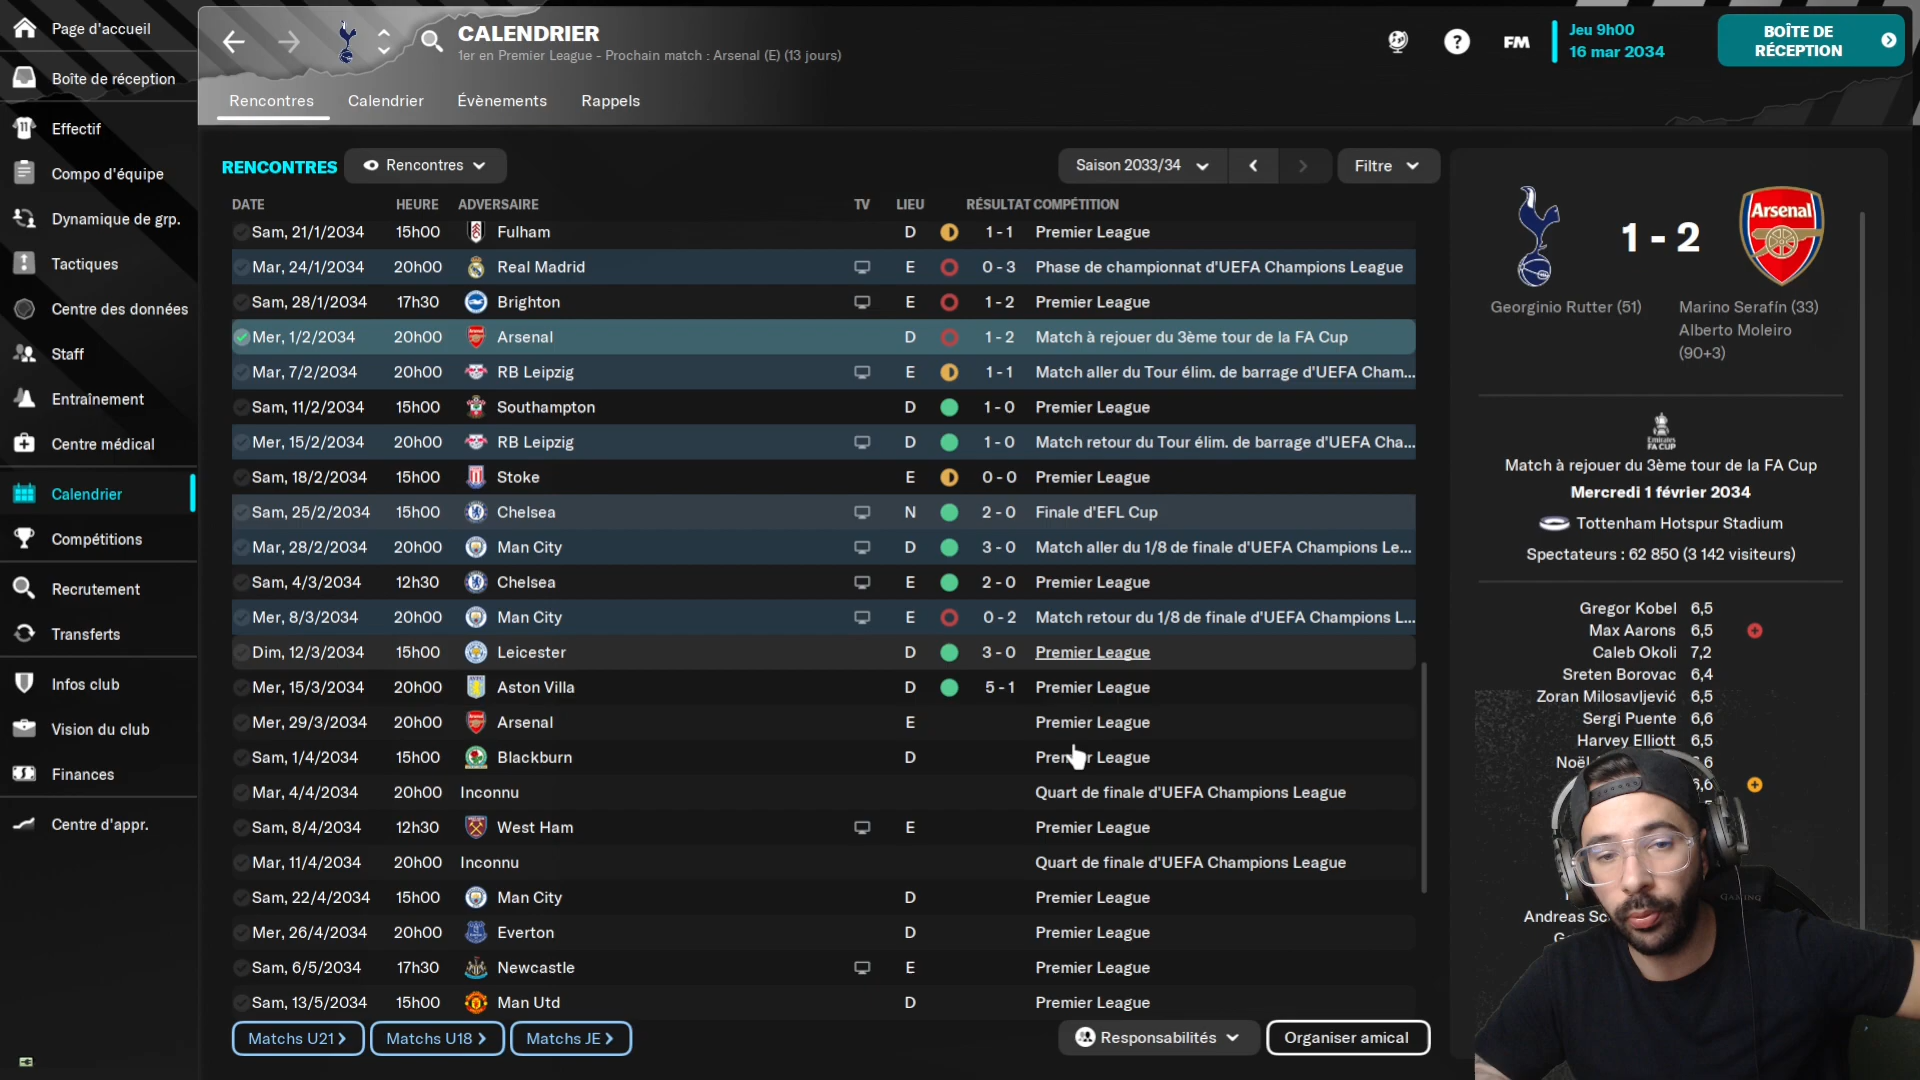 Page d'accueil
Boîte de réception
Effectif
Compo d'équipe
Dynamique de grp.
Tactiques
Centre des données
Staff
Entraînement
Centre médical
Calendrier
Compétitions
Recrutement
Transferts
Infos club
Vision du club
Finances
Centre d'appr.
CALENDRIER
1er en Premier League - Prochain match : Arsenal (E) (13 jours)
FM
Jeu 9h00
16 mar 2034
BOÎTE DE
RÉCEPTION
Rencontres Calendrier Évènements Rappels
RENCONTRES Rencontres Saison 2033/34 Filtre
DATE HEURE ADVERSAIRE TV LIEU RÉSULTAT COMPÉTITION
Sam, 21/1/2034 15h00 Fulham D 1 - 1 Premier League
Mar, 24/1/2034 20h00 Real Madrid E 0 - 3 Phase de championnat d'UEFA Champions League
Sam, 28/1/2034 17h30 Brighton E 1 - 2 Premier League
Mer, 1/2/2034 20h00 Arsenal D 1 - 2 Match à rejouer du 3ème tour de la FA Cup
Mar, 7/2/2034 20h00 RB Leipzig E 1 - 1 Match aller du Tour élim. de barrage d'UEFA Cham...
Sam, 11/2/2034 15h00 Southampton D 1 - 0 Premier League
Mer, 15/2/2034 20h00 RB Leipzig D 1 - 0 Match retour du Tour élim. de barrage d'UEFA Cha...
Sam, 18/2/2034 15h00 Stoke E 0 - 0 Premier League
Sam, 25/2/2034 15h00 Chelsea N 2 - 0 Finale d'EFL Cup
Mar, 28/2/2034 20h00 Man City D 3 - 0 Match aller du 1/8 de finale d'UEFA Champions Le...
Sam, 4/3/2034 12h30 Chelsea E 2 - 0 Premier League
Mer, 8/3/2034 20h00 Man City E 0 - 2 Match retour du 1/8 de finale d'UEFA Champions L...
Dim, 12/3/2034 15h00 Leicester D 3 - 0 Premier League
Mer, 15/3/2034 20h00 Aston Villa D 5 - 1 Premier League
Mer, 29/3/2034 20h00 Arsenal E Premier League
Sam, 1/4/2034 15h00 Blackburn D Premier League
Mar, 4/4/2034 20h00 Inconnu Quart de finale d'UEFA Champions League
Sam, 8/4/2034 12h30 West Ham E Premier League
Mar, 11/4/2034 20h00 Inconnu Quart de finale d'UEFA Champions League
Sam, 22/4/2034 15h00 Man City D Premier League
Mer, 26/4/2034 20h00 Everton D Premier League
Sam, 6/5/2034 17h30 Newcastle E Premier League
Sam, 13/5/2034 15h00 Man Utd D Premier League
Matchs U21 Matchs U18 Matchs JE Responsabilités Organiser amical
1 - 2
Arsenal
Georginio Rutter (51)
Marino Serafín (33)
Alberto Moleiro
(90+3)
Emirates
FA CUP
Match à rejouer du 3ème tour de la FA Cup
Mercredi 1 février 2034
Tottenham Hotspur Stadium
Spectateurs : 62 850 (3 142 visiteurs)
Gregor Kobel 6,5
Max Aarons 6,5
Caleb Okoli 7,2
Sreten Borovac 6,4
Zoran Milosavljević 6,5
Sergi Puente 6,6
Harvey Elliott 6,5
Noël
Andreas Sc
GAMING